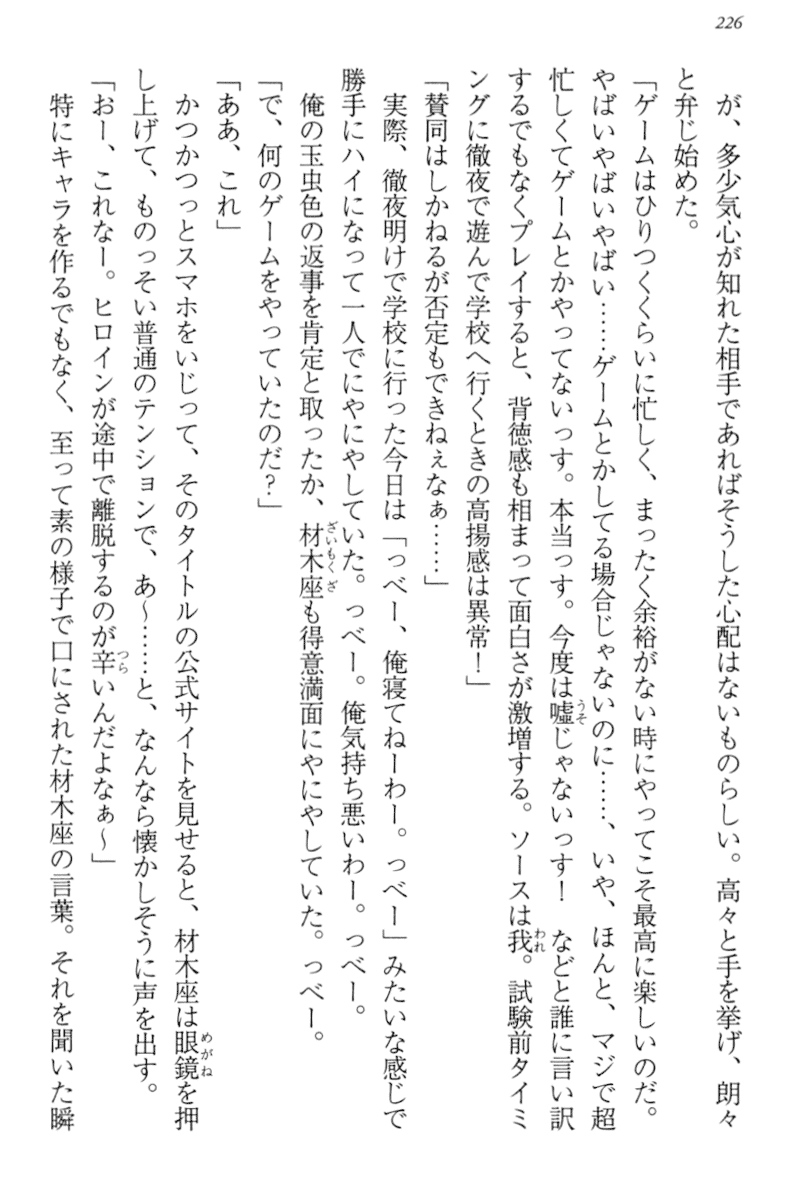 226
が、多少気心が知れた相手であればそうした心配はないものらしい。高々と手を挙げ、朗々
と弁じ始めた。
「ゲームはひりつくくらいに忙しく、まったく余裕がない時にやってこそ最高に楽しいのだ。
やばいやばいやばい……ゲームとかしてる場合じゃないのに……、いや、ほんと、マジで超
忙しくてゲームとかやってないっす。本当っす。今度は嘘じゃないっす！　などと誰に言い訳
するでもなくプレイすると、背徳感も相まって面白さが激増する。ソースは我。試験前タイミ
ングに徹夜で遊んで学校へ行くときの高揚感は異常！」
「賛同はしかねるが否定もできねぇなぁ……」
実際、徹夜明けで学校に行った今日は「っべー、俺寝てねーわー。っべー」みたいな感じで
勝手にハイになって一人でにやにやしていた。っべー。俺気持ち悪いわー。っべー。
俺の玉虫色の返事を肯定と取ったか、材木座も得意満面にやにやしていた。っべー。
「で、何のゲームをやっていたのだ？」
「ああ、これ」
かつかつっとスマホをいじって、そのタイトルの公式サイトを見せると、材木座は眼鏡を押
し上げて、ものっそい普通のテンションで、あ～……と、なんなら懐かしそうに声を出す。
「おー、これなー。ヒロインが途中で離脱するのが辛いんだよなぁ～」
特にキャラを作るでもなく、至って素の様子で口にされた材木座の言葉。それを聞いた瞬